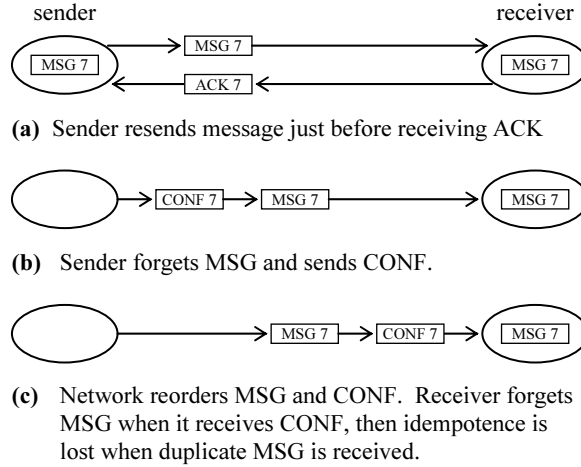 sender receiver
MSG 7 MSG 7 MSG 7
ACK 7
(a) Sender resends message just before receiving ACK
CONF 7 MSG 7 MSG 7
(b) Sender forgets MSG and sends CONF.
MSG 7 CONF 7 MSG 7
(c) Network reorders MSG and CONF. Receiver forgets
MSG when it receives CONF, then idempotence is
lost when duplicate MSG is received.